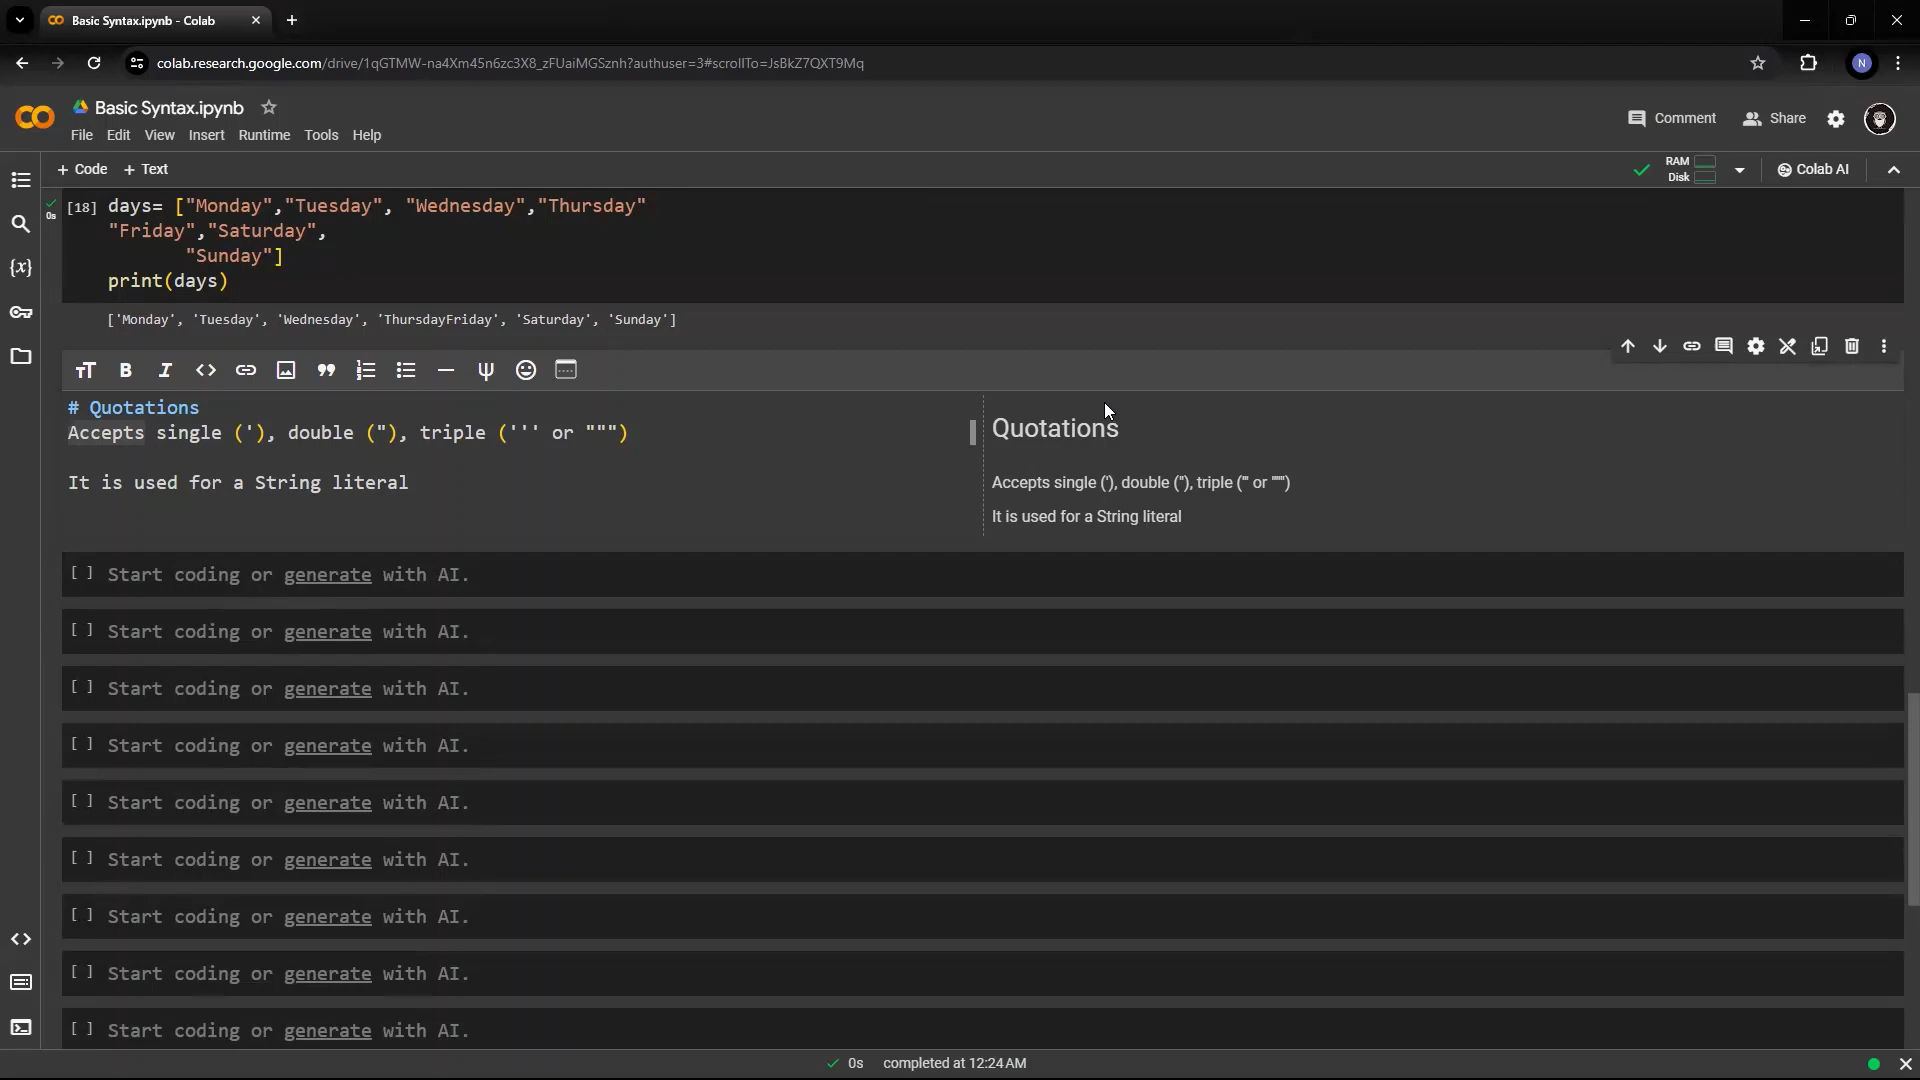 Basic Syntax.ipynb - Colab
colab.research.google.com/drive/1qGTMW-na4Xm45n6zc3X8_zFUaiMGSznh?authuser=3#scrollTo=JsBkZ7QXT9Mq
N
Basic Syntax.ipynb
Comment
Share
File Edit View Insert Runtime Tools Help
+ Code + Text
RAM
Disk
Colab AI
[18] days= ["Monday","Tuesday", "Wednesday","Thursday"
0s
"Friday","Saturday",
"Sunday"]
print(days)
['Monday', 'Tuesday', 'Wednesday', 'ThursdayFriday', 'Saturday', 'Sunday']
# Quotations
Accepts single ('), double ("), triple (''' or """)
It is used for a String literal
Quotations
Accepts single ('), double ("), triple (''' or """)
It is used for a String literal
[ ] Start coding or generate with AI.
[ ] Start coding or generate with AI.
[ ] Start coding or generate with AI.
[ ] Start coding or generate with AI.
[ ] Start coding or generate with AI.
[ ] Start coding or generate with AI.
[ ] Start coding or generate with AI.
[ ] Start coding or generate with AI.
[ ] Start coding or generate with AI.
0s completed at 12:24 AM